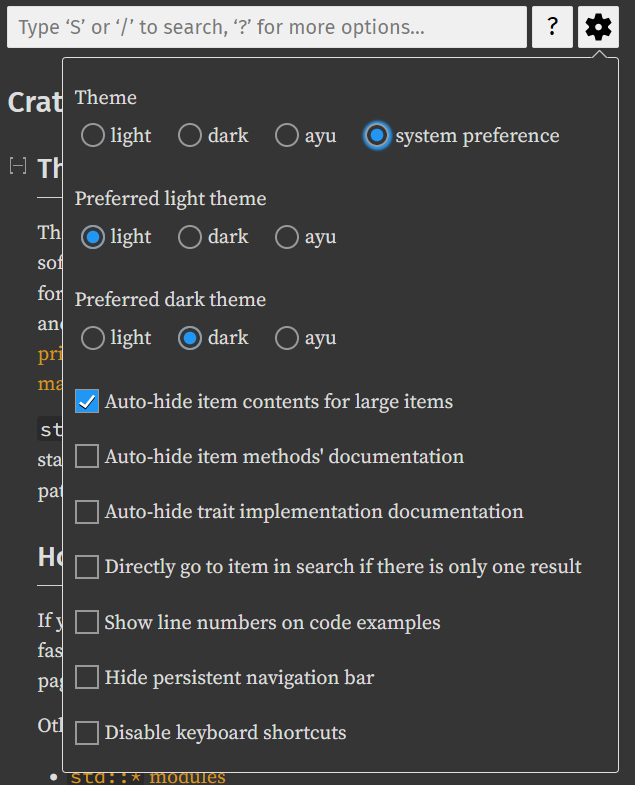 Type ‘S’ or ‘/’ to search, ‘?’ for more options…
?
Crat
Theme
light dark ayu system preference
[−] Th
Preferred light theme
Th
light dark ayu
sof
for
Preferred dark theme
and
light dark ayu
pri
ma
Auto-hide item contents for large items
st
sta
Auto-hide item methods' documentation
pat
Auto-hide trait implementation documentation
Ho
Directly go to item in search if there is only one result
If y
Show line numbers on code examples
fas
pag
Hide persistent navigation bar
Oth
Disable keyboard shortcuts
• std::* modules